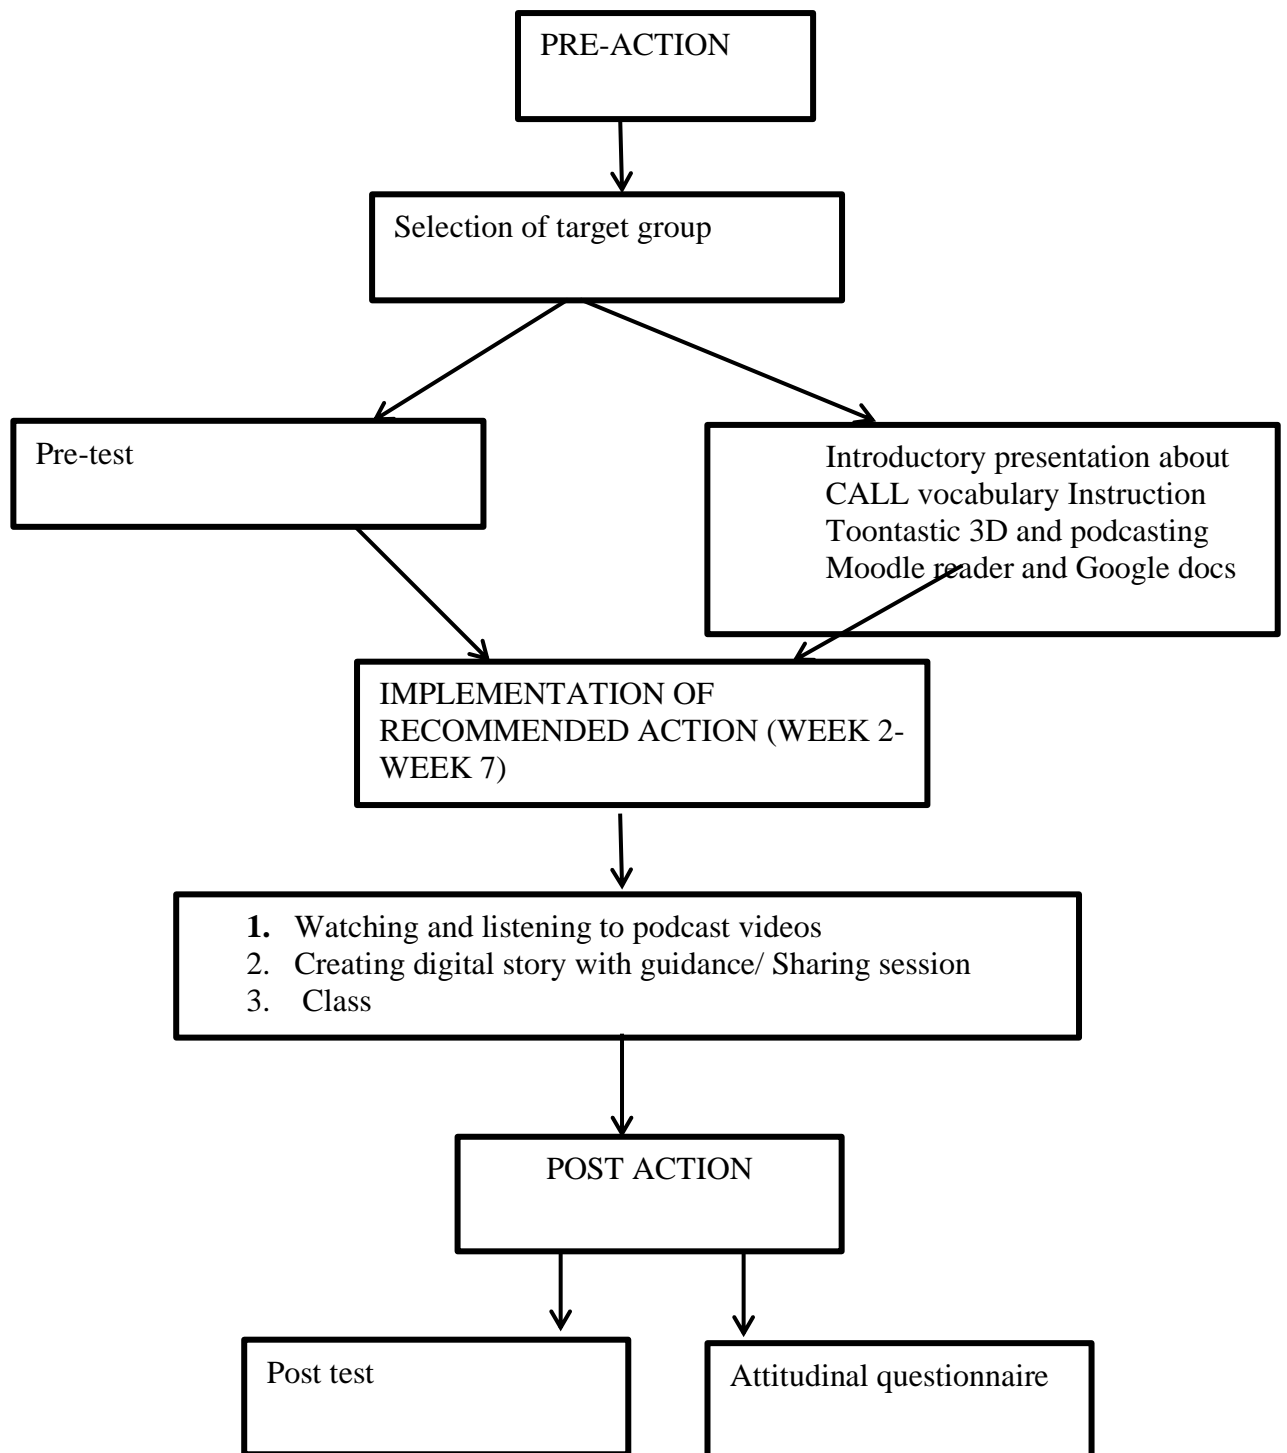 PRE-ACTION
Selection of target group
Pre-test
Introductory presentation about
CALL vocabulary Instruction
Toontastic 3D and podcasting
Moodle reader and Google docs
IMPLEMENTATION OF
RECOMMENDED ACTION (WEEK 2-
WEEK 7)
1. Watching and listening to podcast videos
2. Creating digital story with guidance/ Sharing session
3. Class
POST ACTION
Post test
Attitudinal questionnaire